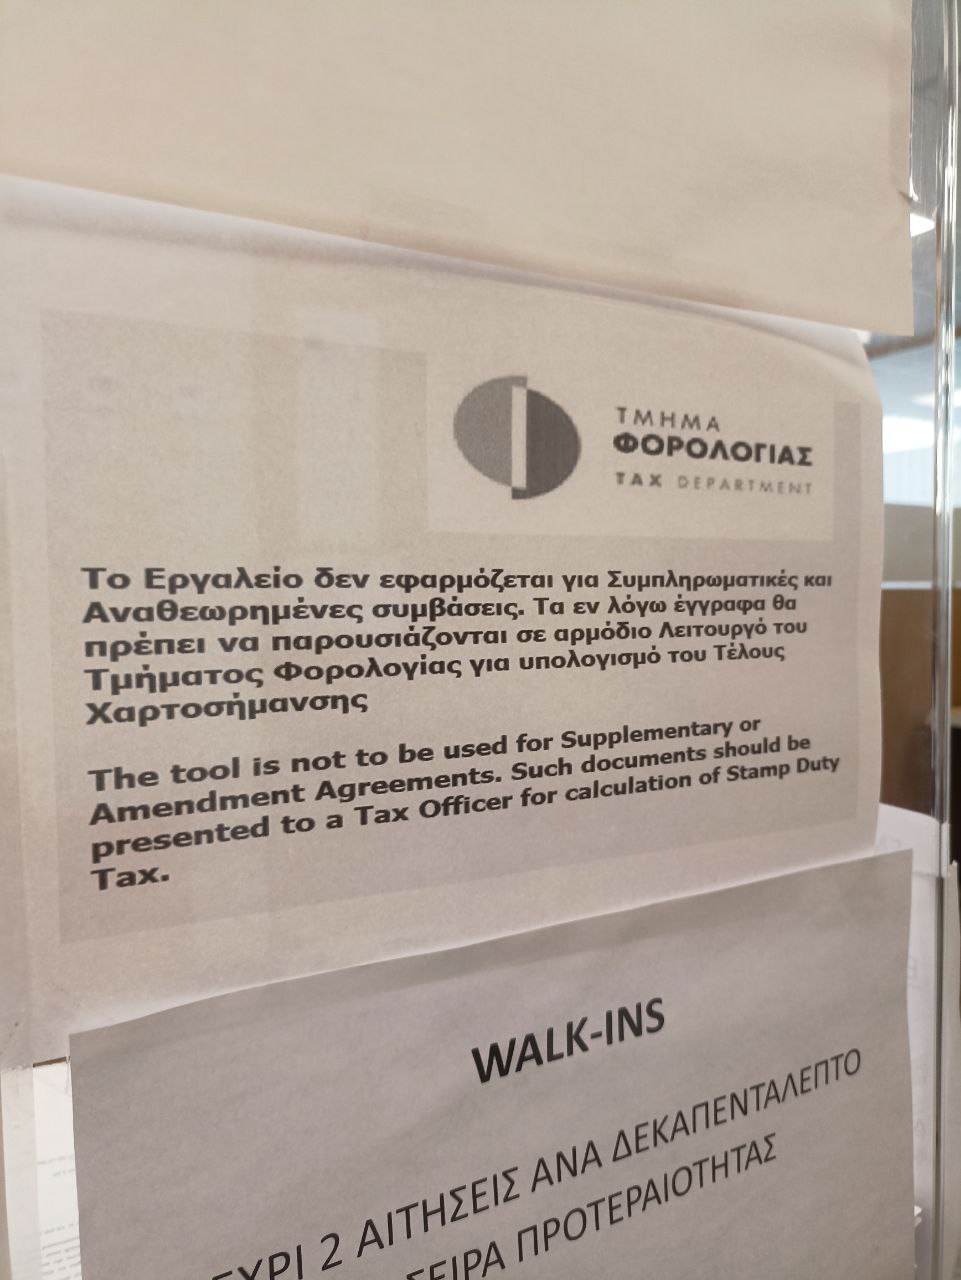 ΤΜΗΜΑ
ΦΟΡΟΛΟΓΙΑΣ
TAX DEPARTMENT
Το Εργαλείο δεν εφαρμόζεται για Συμπληρωματικές και
Αναθεωρημένες συμβάσεις. Τα εν λόγω έγγραφα θα
πρέπει να παρουσιάζονται σε αρμόδιο Λειτουργό του
Τμήματος Φορολογίας για υπολογισμό του Τέλους
Χαρτοσήμανσης
The tool is not to be used for Supplementary or
Amendment Agreements. Such documents should be
presented to a Tax Officer for calculation of Stamp Duty
Tax.
WALK-INS
2 ΑΙΤΗΣΕΙΣ ΑΝΑ ΔΕΚΑΠΕΝΤΑΛΕΠΤΟ
ΣΕΙΡΑ ΠΡΟΤΕΡΑΙΟΤΗΤΑΣ